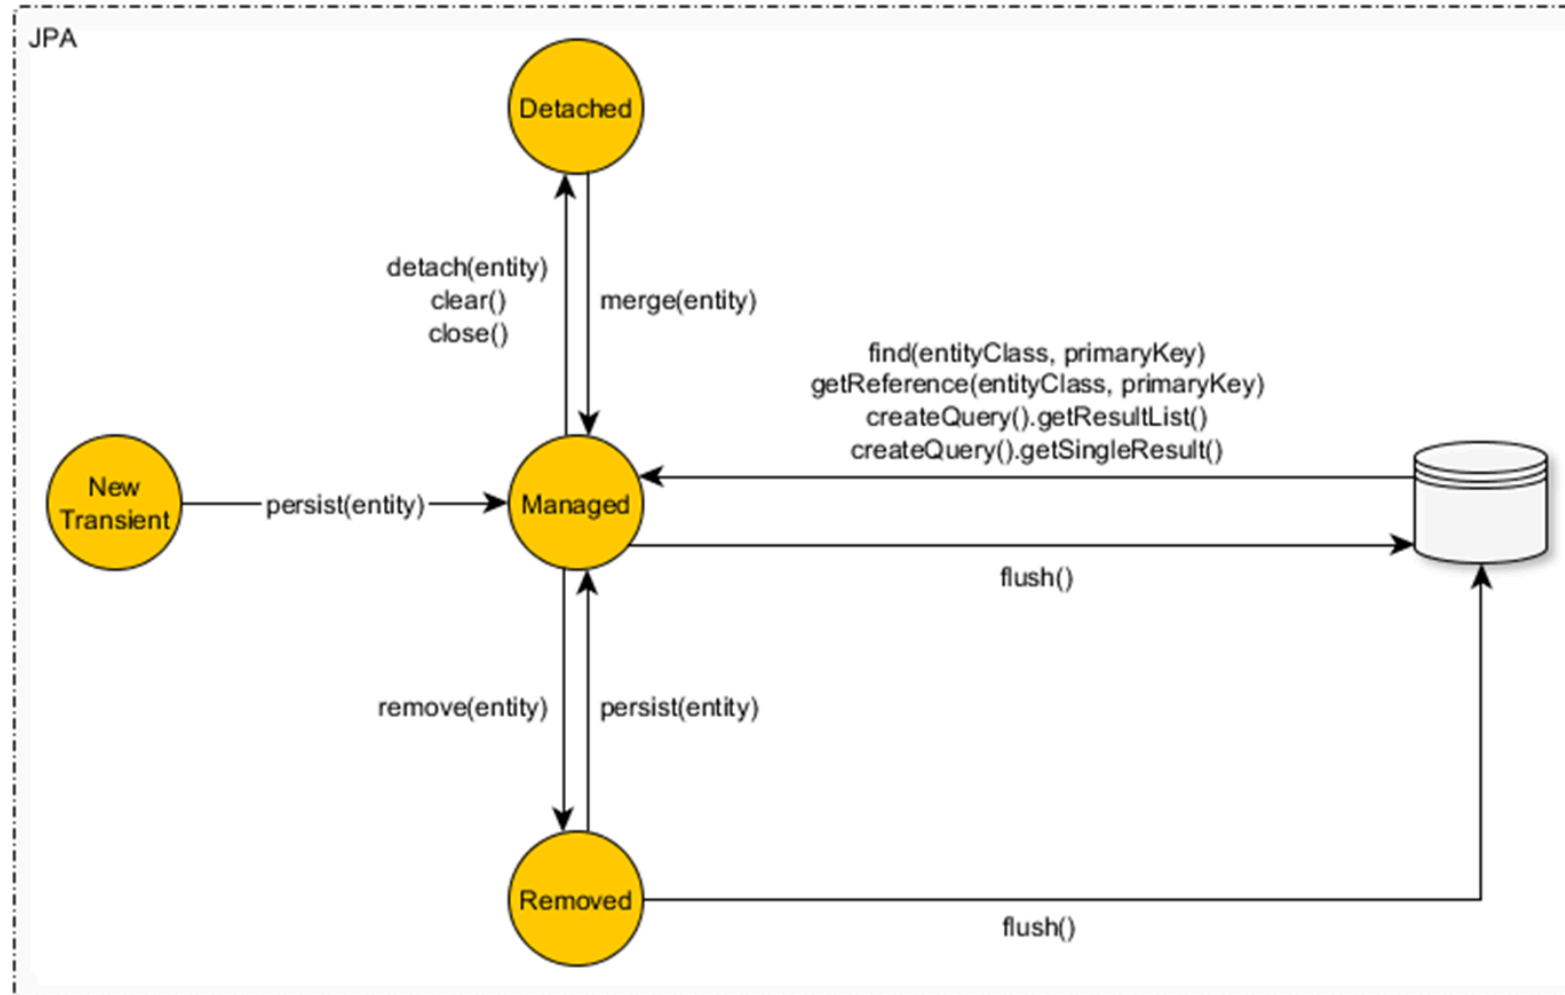 JPA
Detached
detach(entity)
clear()
close()
merge(entity)
find(entityClass, primaryKey)
getReference(entityClass, primaryKey)
createQuery().getResultList()
createQuery().getSingleResult()
New
Transient
persist(entity)
Managed
flush()
remove(entity)
persist(entity)
Removed
flush()